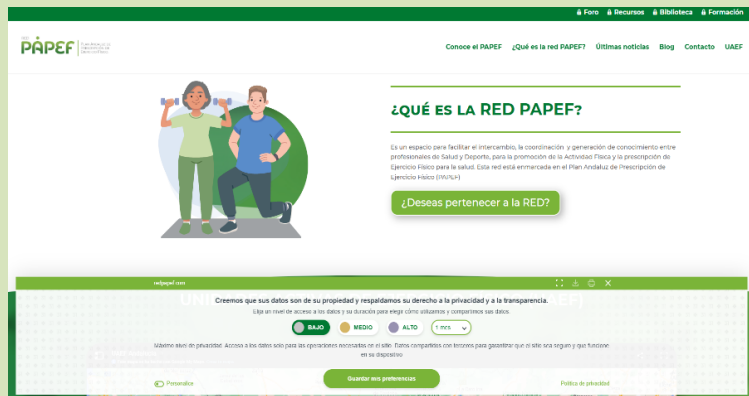 Foro Recursos Biblioteca Formación
PAPEF
Conoce el PAPEF ¿Qué es la red PAPEF? Últimas noticias Blog Contacto UAEF
¿QUÉ ES LA RED PAPEF?
Es un espacio para facilitar el intercambio, la coordinación y generación de conocimiento entre
profesionales de Salud y Deporte, para la promoción de la Actividad Física y la prescripción de
Ejercicio Físico para la salud. Esta red está enmarcada en el Plan Andaluz de Prescripción de
Ejercicio Físico (PAPEF)
¿Deseas pertenecer a la RED?
redpapef.com
Creemos que sus datos son de su propiedad y respaldamos su derecho a la privacidad y a la transparencia.
Elija un nivel de acceso a los datos y su duración para elegir cómo utilizamos y compartimos sus datos.
BAJO MEDIO ALTO 1 mes
Máximo nivel de privacidad. Acceso a los datos solo para las operaciones necesarias en el sitio. Datos compartidos con terceros para garantizar que el sitio sea seguro y que funcione
en su dispositivo
Personalice Guardar mis preferencias Política de privacidad